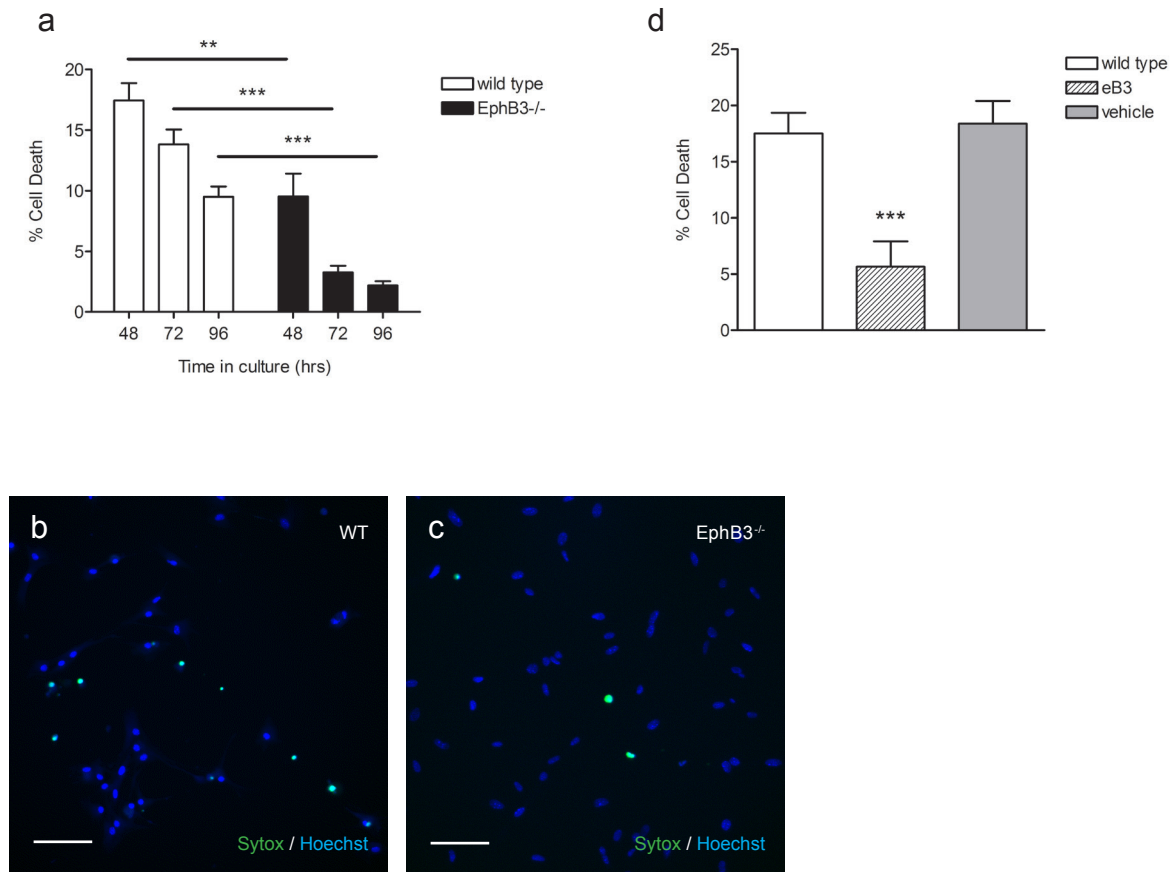 a
**
***
***
20
15
10
5
0
% Cell Death
48 72 96 48 72 96
Time in culture (hrs)
wild type
EphB3-/-
d
25
20
15
10
5
0
% Cell Death
***
wild type
eB3
vehicle
b
WT
Sytox / Hoechst
c
EphB3-/-
Sytox / Hoechst